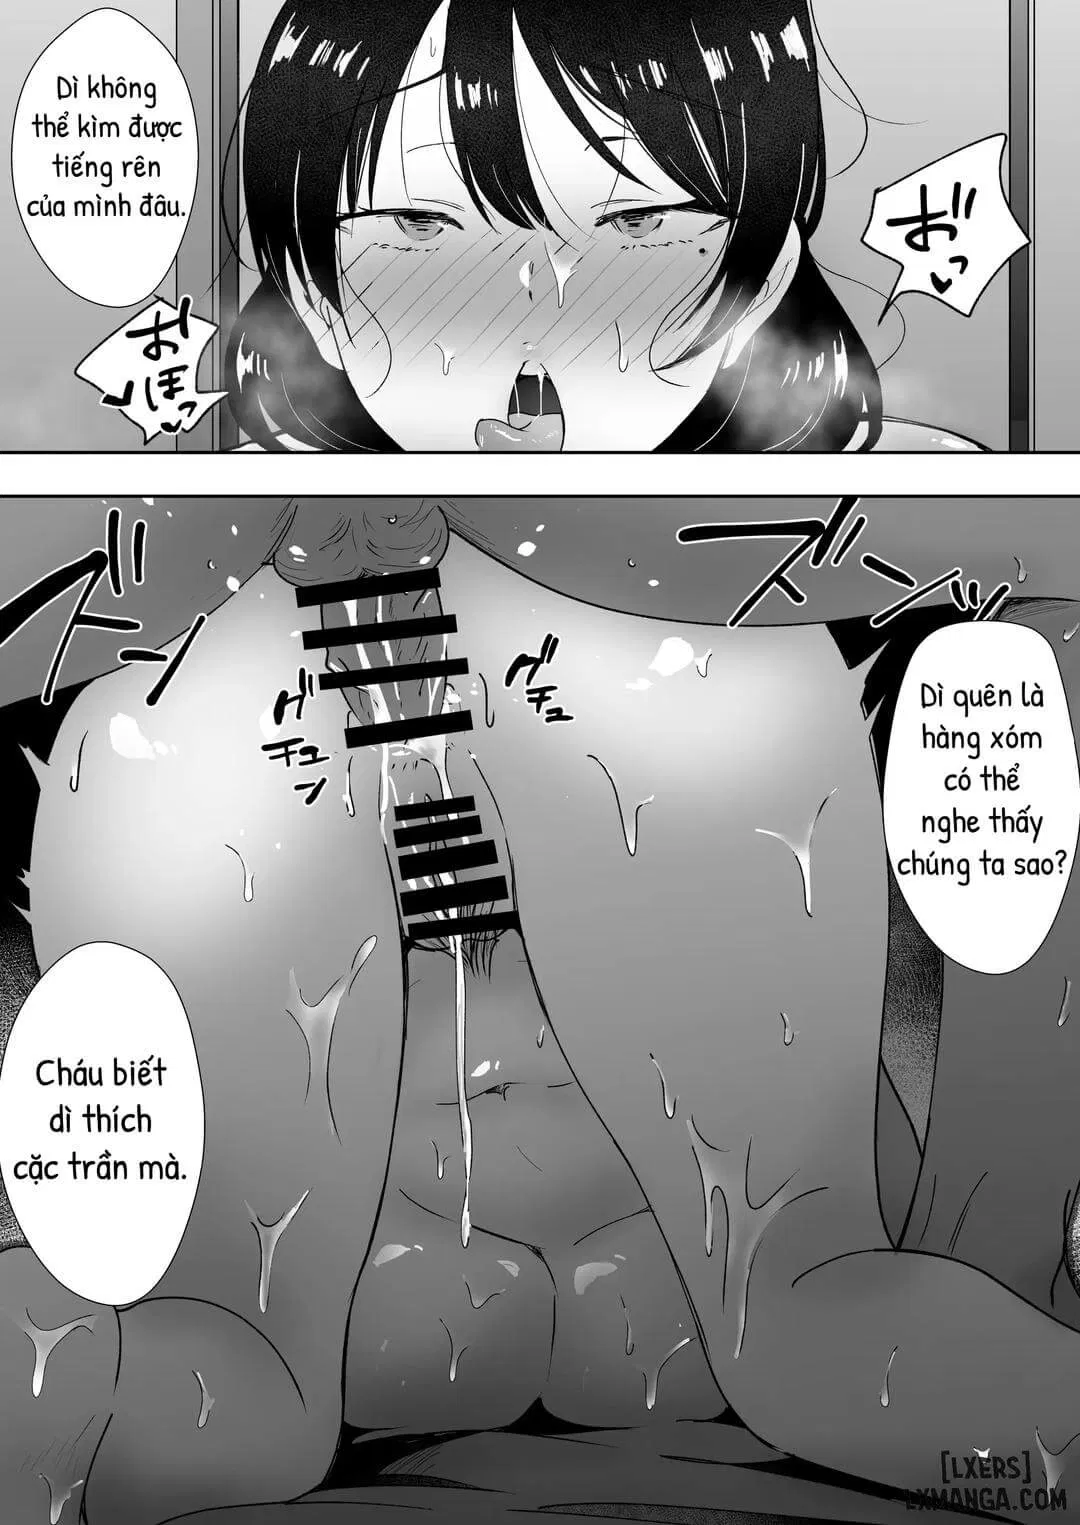 Dì không
thể kìm được
tiếng rên
của mình đâu.
おっ♡
おほっ♡
ズンッ
ズンッ
グチュ
グチュン
Dì quên là
hàng xóm
có thể
nghe thấy
chúng ta sao?
Cháu biết
dì thích
cặc trần mà.
[LXERS]
LXMANGA.COM